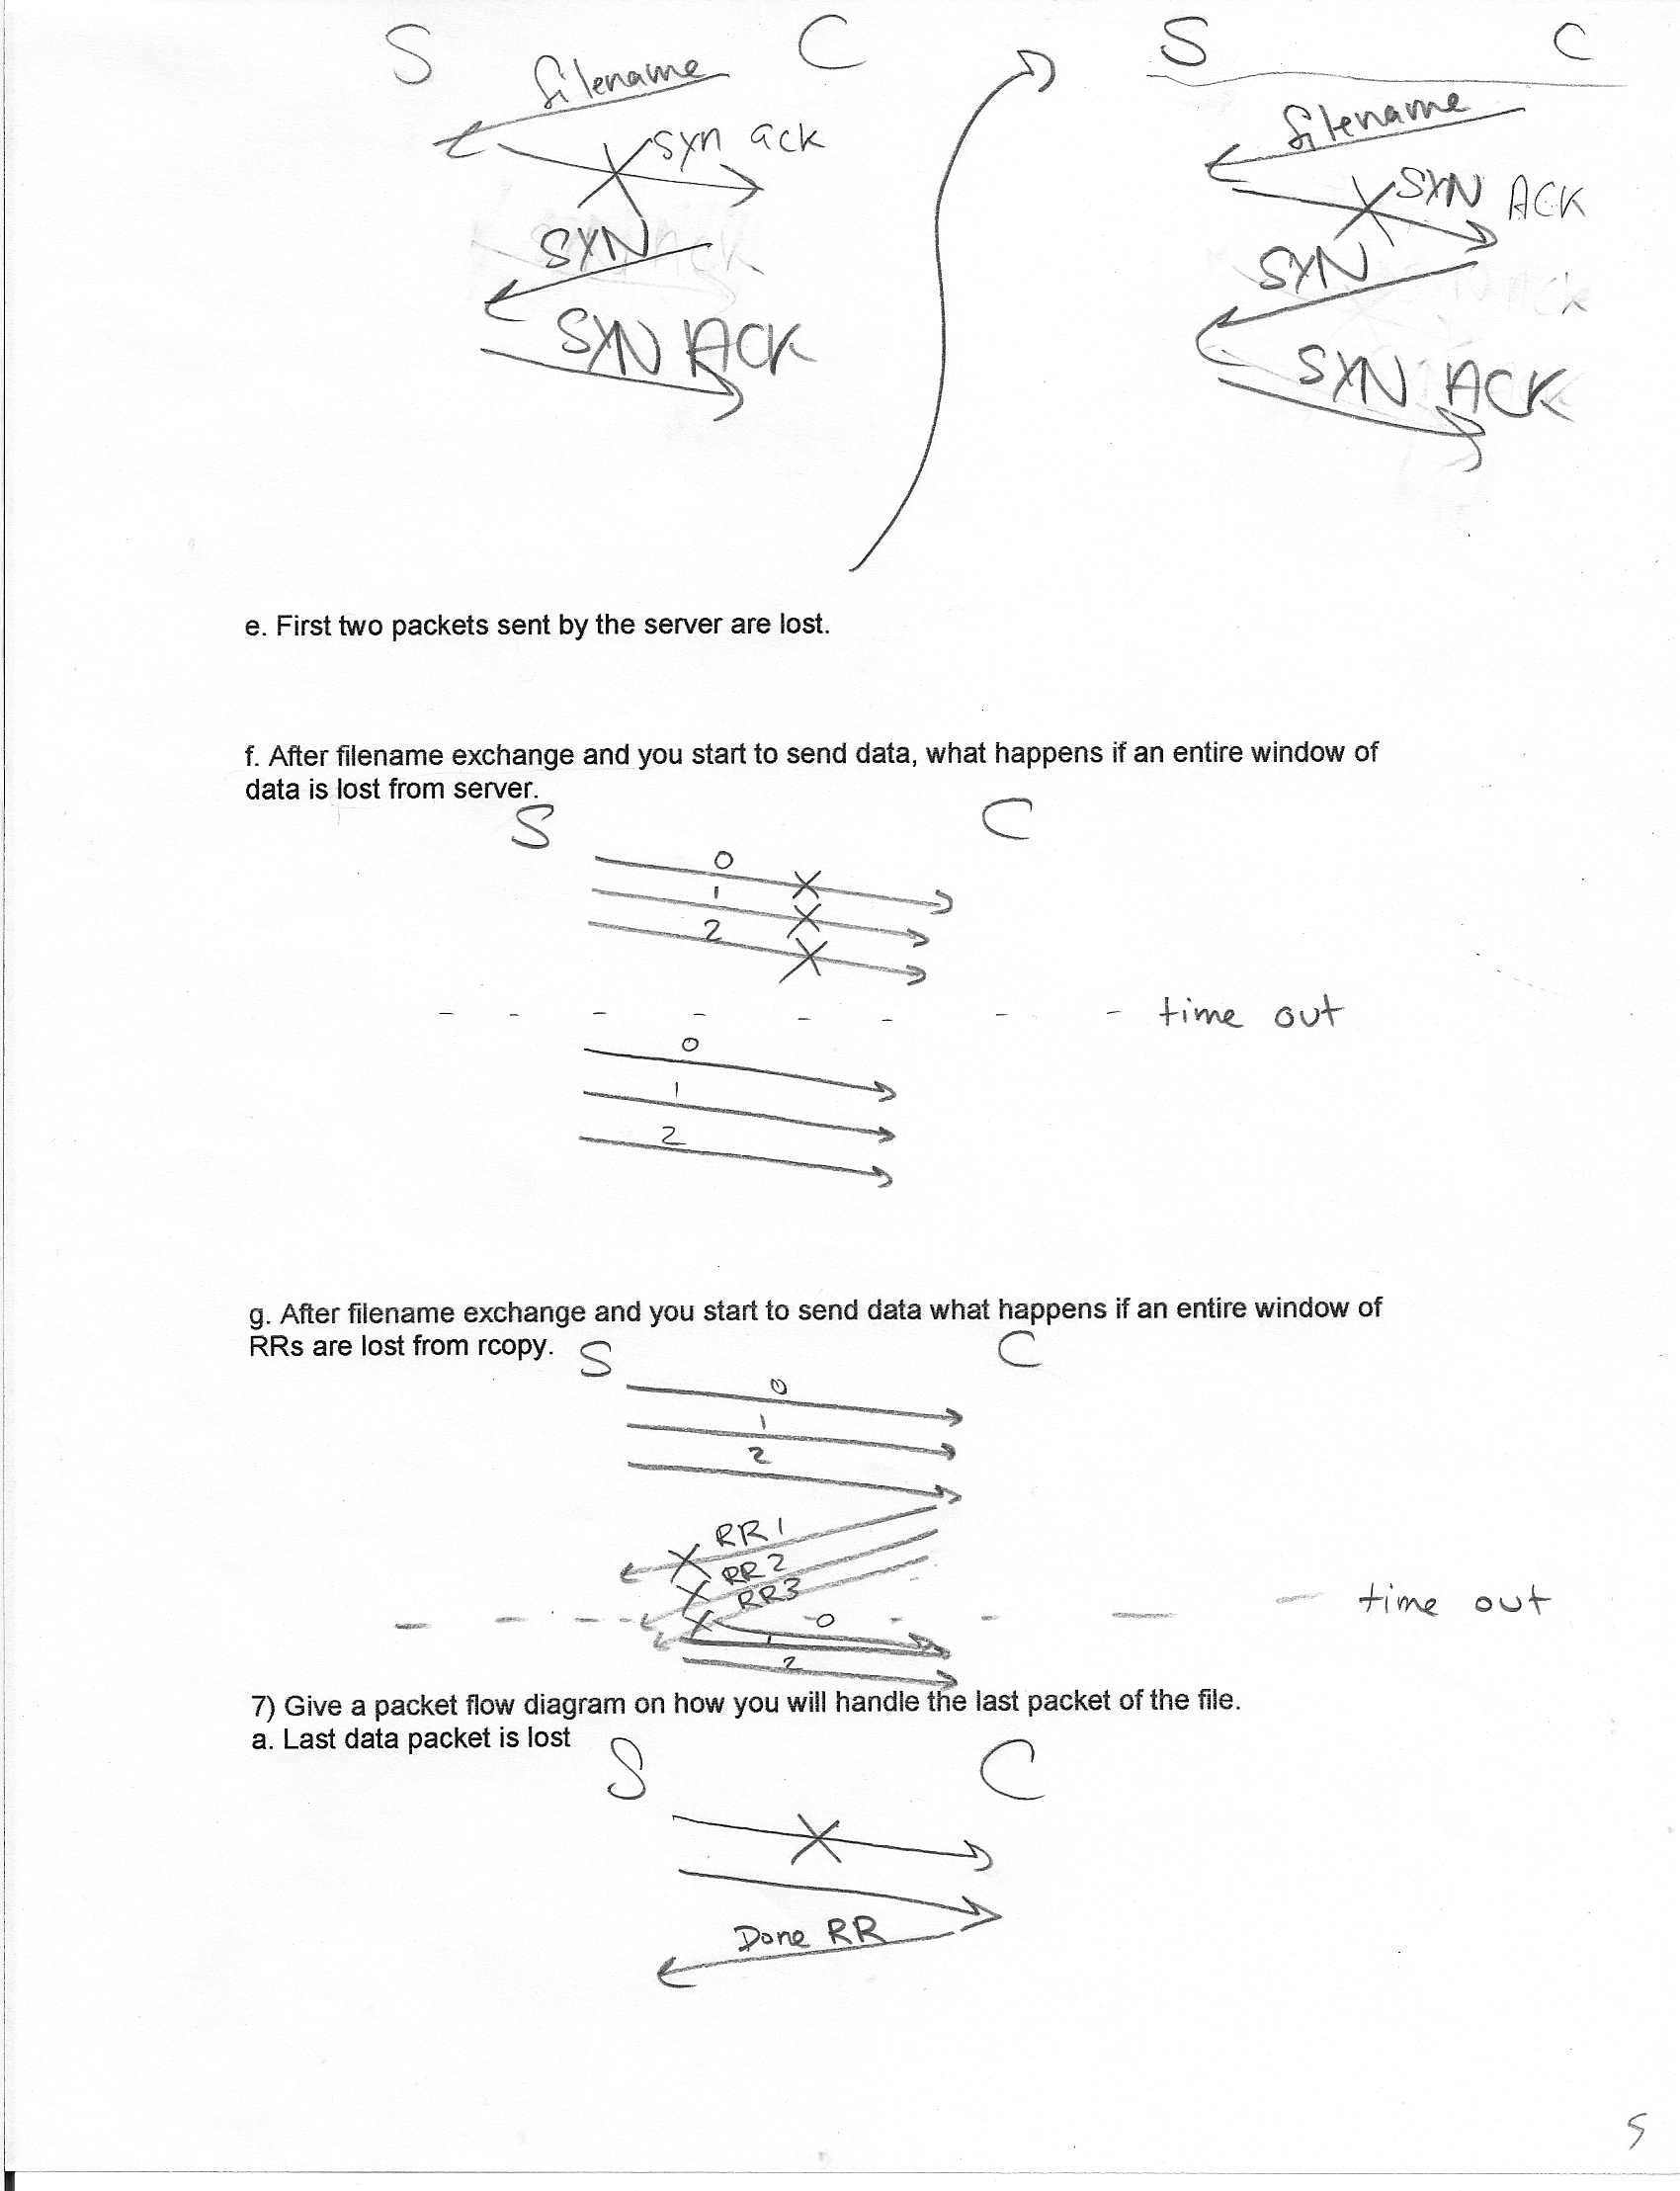 S C
filename
syn ack
SYN
SYN ACK
S C
filename
SYN ACK
SYN
SYN ACK
e. First two packets sent by the server are lost.
f. After filename exchange and you start to send data, what happens if an entire window of
data is lost from server.
S C
0
1
2
time out
0
1
2
g. After filename exchange and you start to send data what happens if an entire window of
RRs are lost from rcopy.
S C
0
1
2
RR1
RR2
RR3
time out
0
1
2
7) Give a packet flow diagram on how you will handle the last packet of the file.
a. Last data packet is lost
S C
Done RR